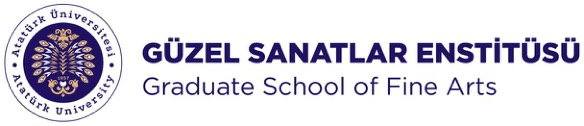 Atatürk Üniversitesi
1957
Atatürk University
GÜZEL SANATLAR ENSTİTÜSÜ
Graduate School of Fine Arts